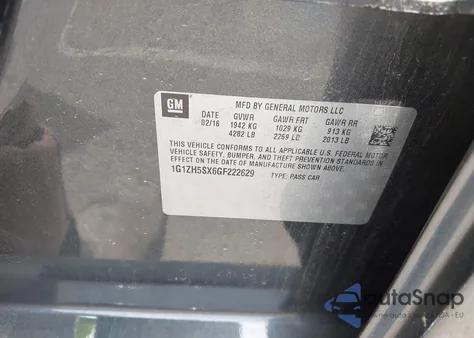 GM
MFD BY GENERAL MOTORS LLC
DATE GVWR GAWR FRT GAWR RR
02/16 1942 KG 1029 KG 913 KG
4282 LB 2269 LB 2013 LB
THIS VEHICLE CONFORMS TO ALL APPLICABLE U.S. FEDERAL MOTOR
VEHICLE SAFETY, BUMPER, AND THEFT PREVENTION STANDARDS IN
EFFECT ON THE DATE OF MANUFACTURE SHOWN ABOVE.
1G1ZH5SX6GF222629 TYPE: PASS CAR
autoSnap